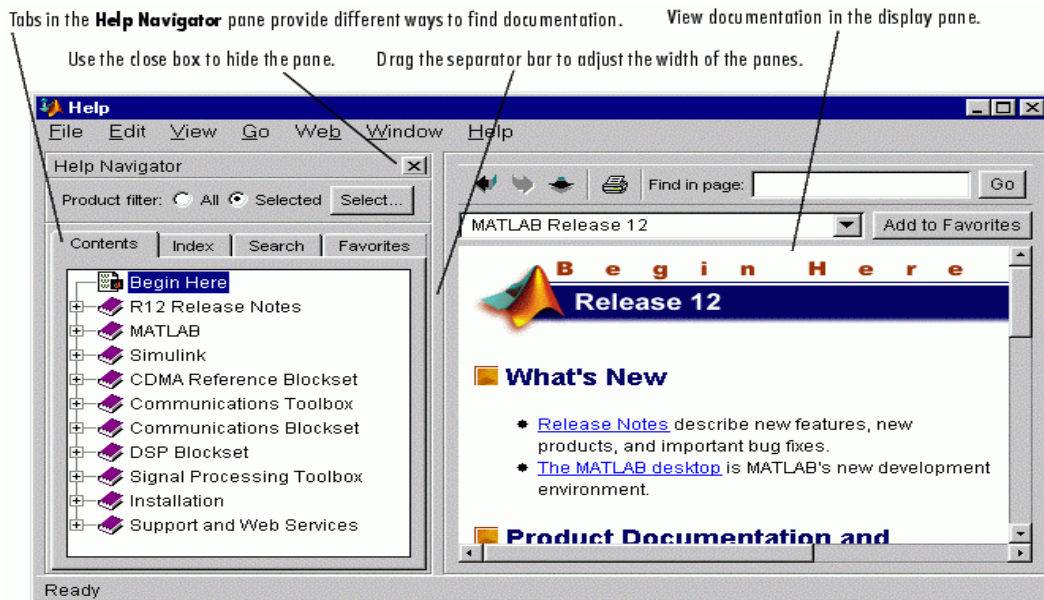 Tabs in the Help Navigator pane provide different ways to find documentation.
View documentation in the display pane.
Use the close box to hide the pane.
Drag the separator bar to adjust the width of the panes.
Help
File Edit View Go Web Window Help
Help Navigator
Product filter: All Selected Select...
Contents Index Search Favorites
Begin Here
R12 Release Notes
MATLAB
Simulink
CDMA Reference Blockset
Communications Toolbox
Communications Blockset
DSP Blockset
Signal Processing Toolbox
Installation
Support and Web Services
Find in page: Go
MATLAB Release 12 Add to Favorites
Begin Here
Release 12
What's New
Release Notes describe new features, new
products, and important bug fixes.
The MATLAB desktop is MATLAB's new development
environment.
Product Documentation and
Ready